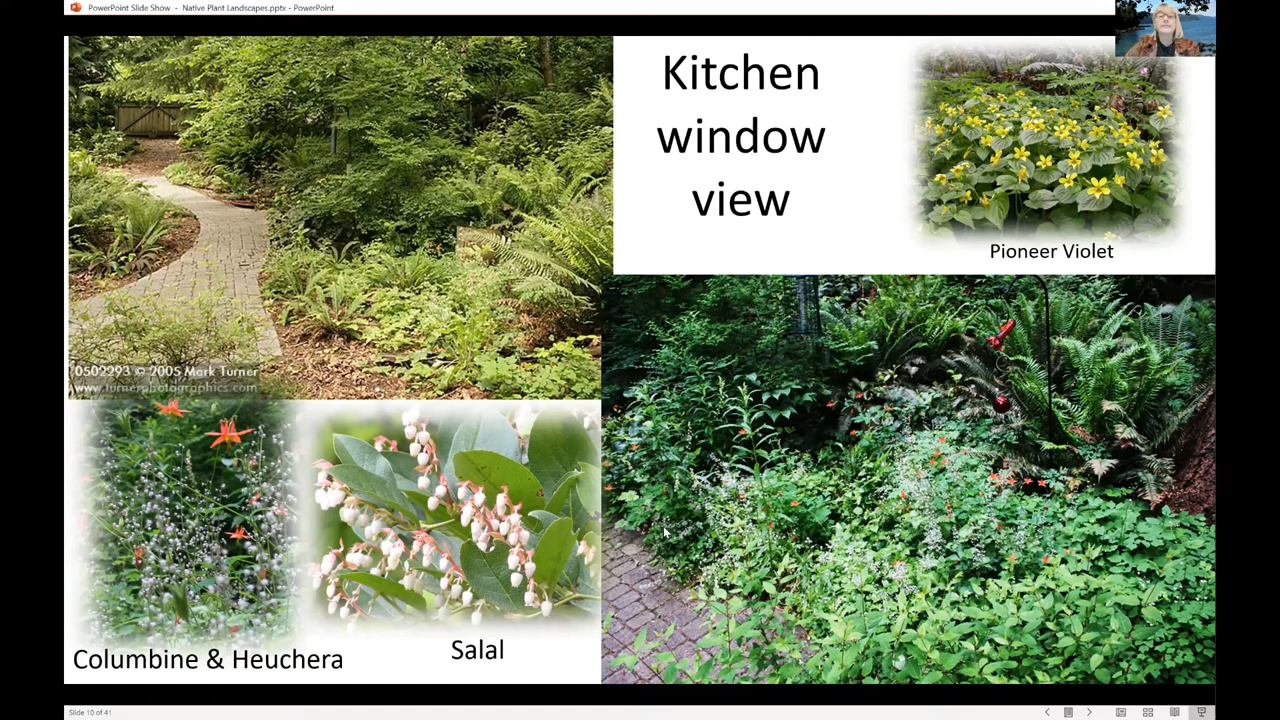 PowerPoint Slide Show - Native Plant Landscapes.pptx - PowerPoint
Kitchen
window
view
Pioneer Violet
0502293 © 2005 Mark Turner
www.turnerphotographics.com
Columbine & Heuchera
Salal
Slide 10 of 41